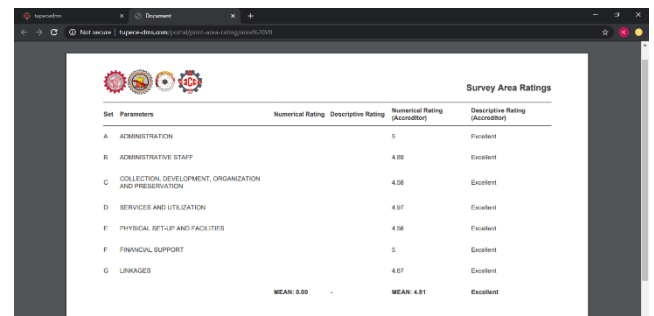 tupecedms
Document
Not secure | tupece-dms.com/portal/print-area-rating/area%20VII
Survey Area Ratings
Set Parameters Numerical Rating Descriptive Rating Numerical Rating (Accreditor) Descriptive Rating (Accreditor)
A ADMINISTRATION 5 Excellent
B ADMINISTRATIVE STAFF 4.89 Excellent
C COLLECTION, DEVELOPMENT, ORGANIZATION
AND PRESERVATION 4.58 Excellent
D SERVICES AND UTILIZATION 4.97 Excellent
E PHYSICAL SET-UP AND FACILITIES 4.56 Excellent
F FINANCIAL SUPPORT 5 Excellent
G LINKAGES 4.67 Excellent
MEAN: 0.00 - MEAN: 4.81 Excellent